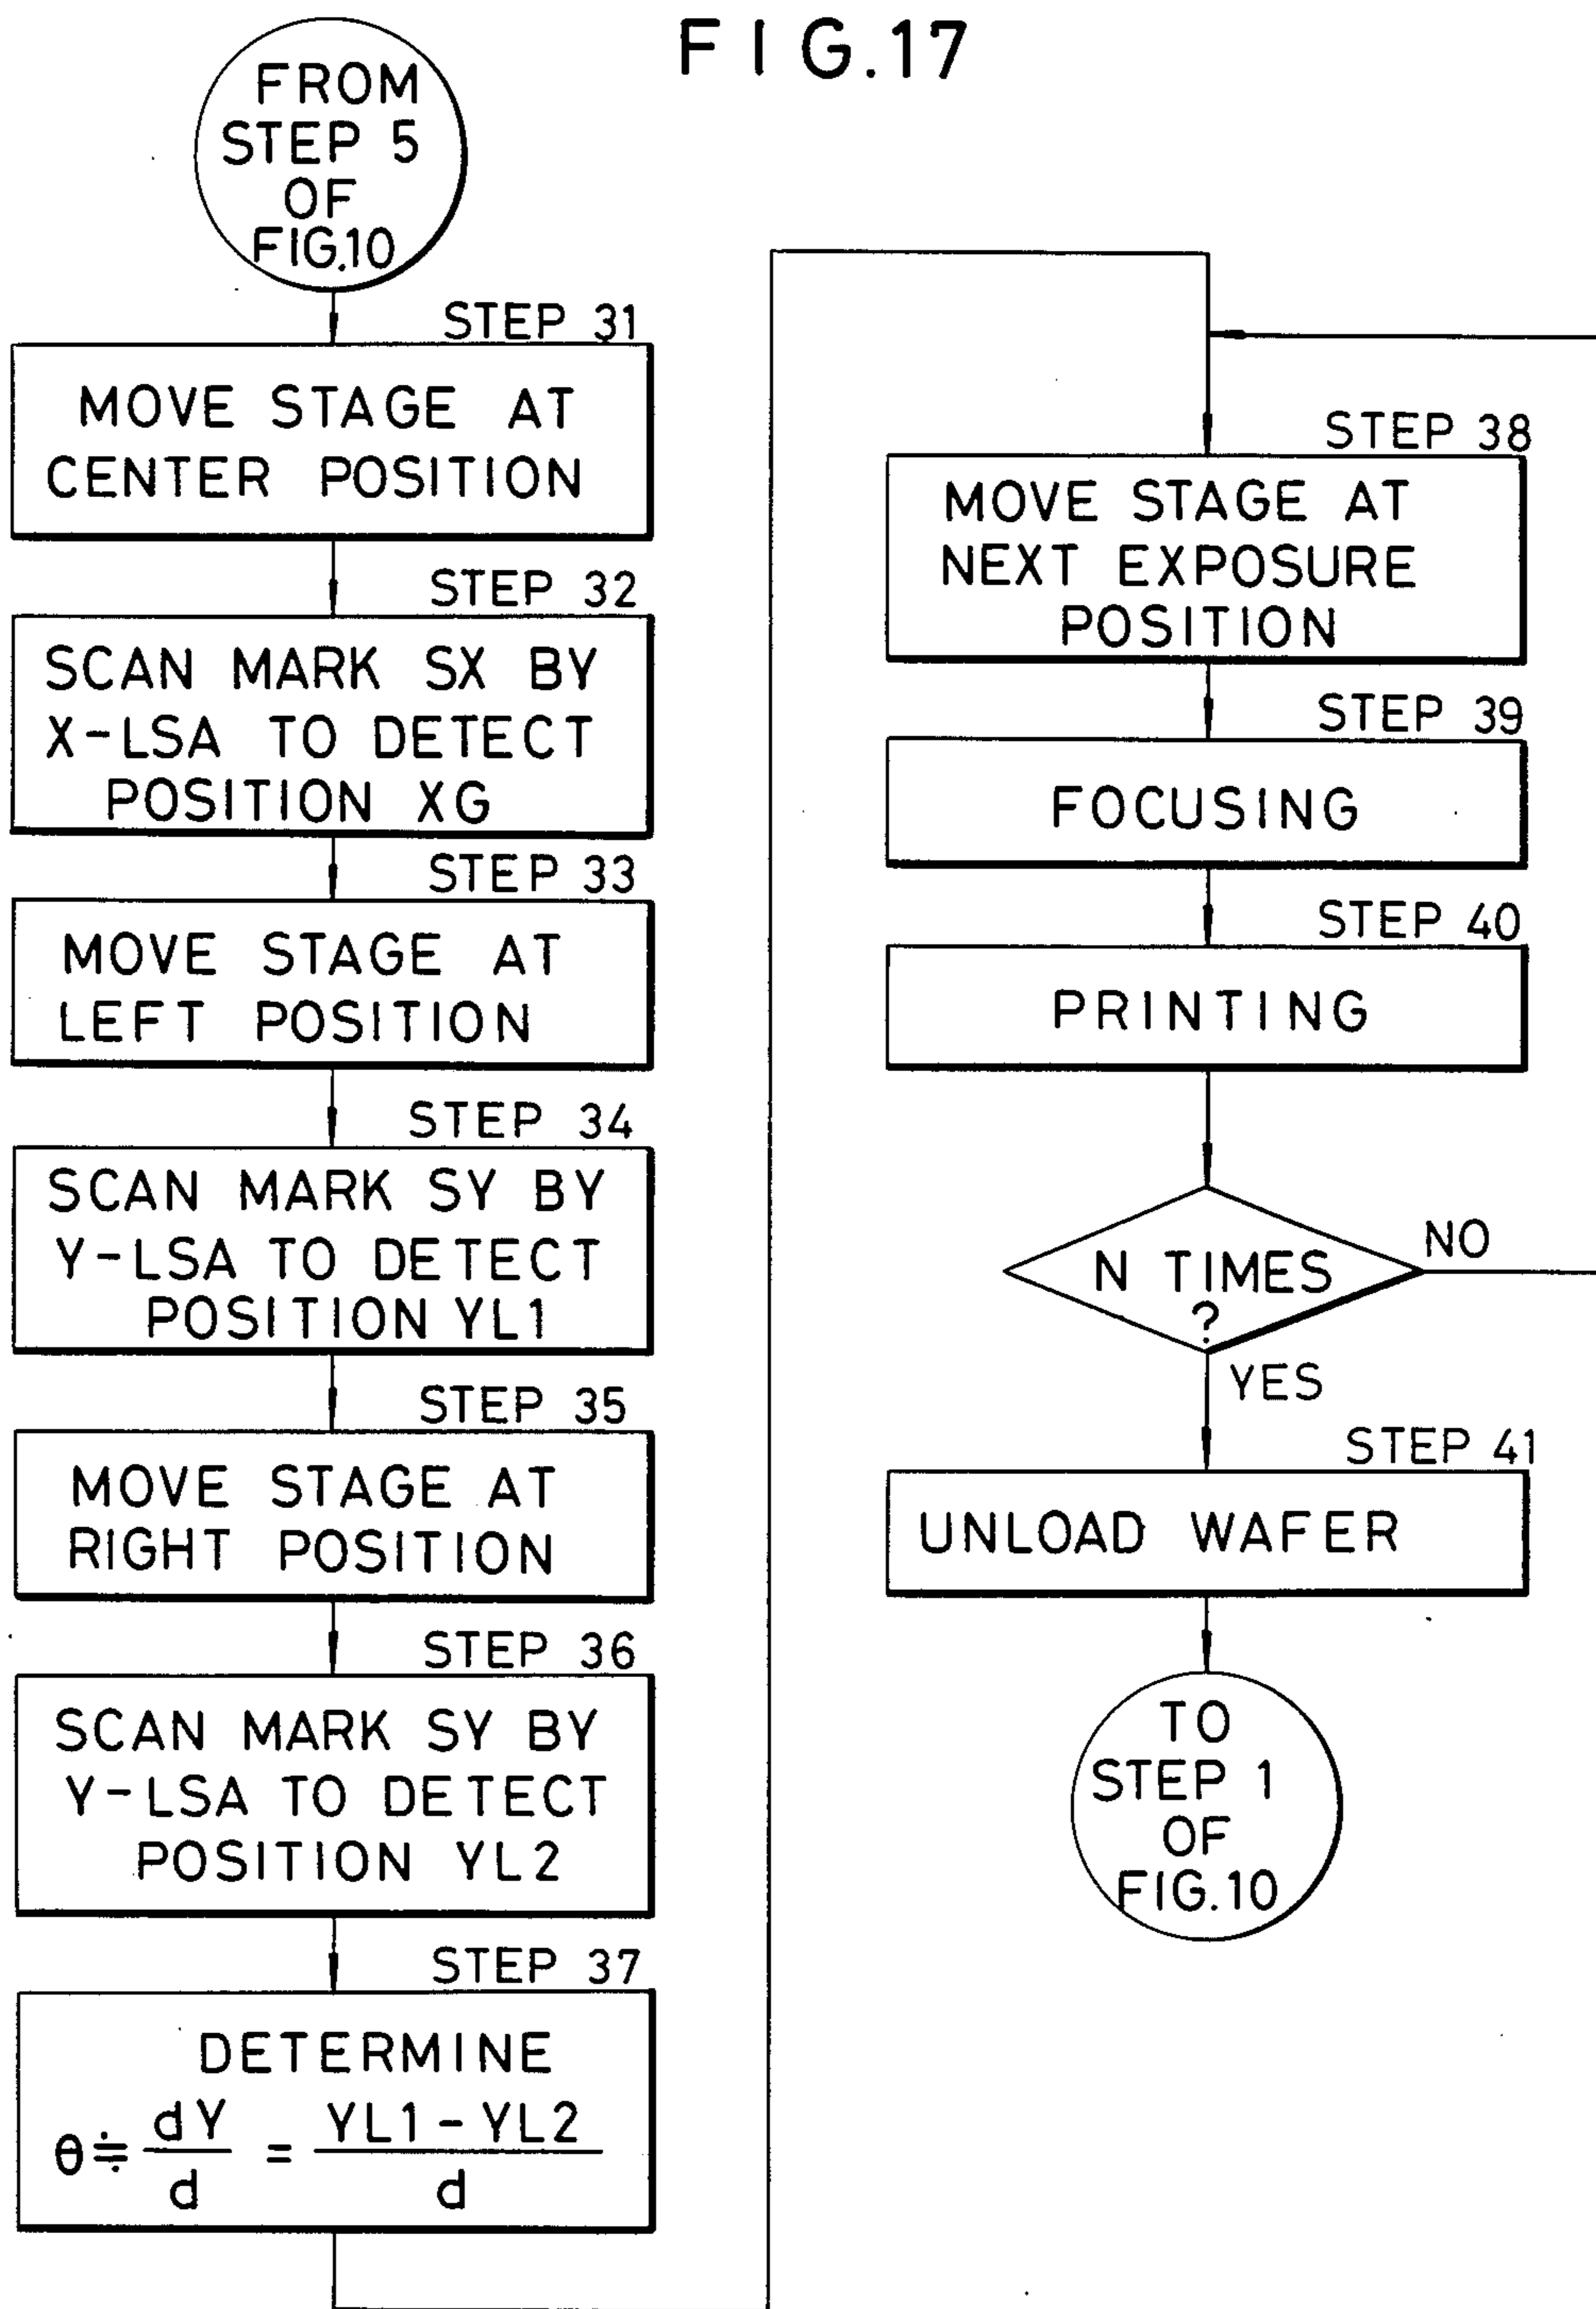 FIG.17
FROM
STEP 5
OF
FIG.10
STEP 31
MOVE STAGE AT
CENTER POSITION
STEP 32
SCAN MARK SX BY
X-LSA TO DETECT
POSITION XG
STEP 33
MOVE STAGE AT
LEFT POSITION
STEP 34
SCAN MARK SY BY
Y-LSA TO DETECT
POSITION YL1
STEP 35
MOVE STAGE AT
RIGHT POSITION
STEP 36
SCAN MARK SY BY
Y-LSA TO DETECT
POSITION YL2
STEP 37
DETERMINE
θ≑ dY/d = YL1-YL2/d
STEP 38
MOVE STAGE AT
NEXT EXPOSURE
POSITION
STEP 39
FOCUSING
STEP 40
PRINTING
N TIMES
?
NO
YES
STEP 41
UNLOAD WAFER
TO
STEP 1
OF
FIG.10